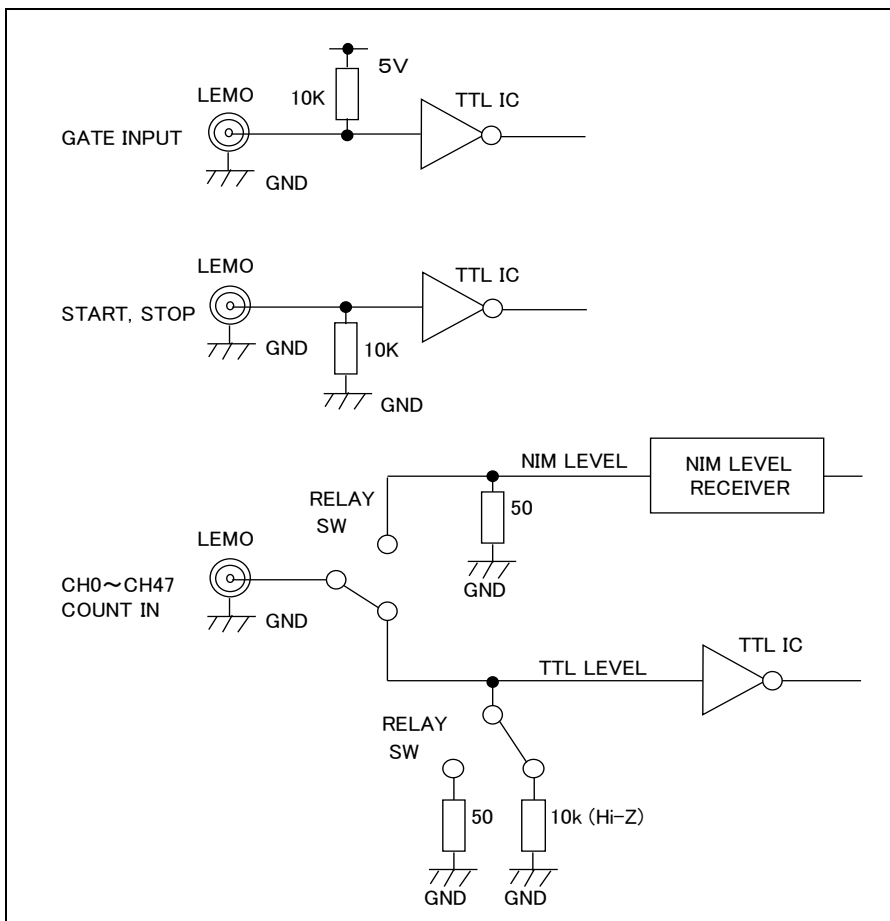 5V
LEMO
10K
TTL IC
GATE INPUT
GND
LEMO
TTL IC
START, STOP
GND
10K
GND
NIM LEVEL
NIM LEVEL
RECEIVER
RELAY
SW
50
LEMO
CH0～CH47
COUNT IN
GND
GND
TTL LEVEL
TTL IC
RELAY
SW
50
10k (Hi-Z)
GND
GND